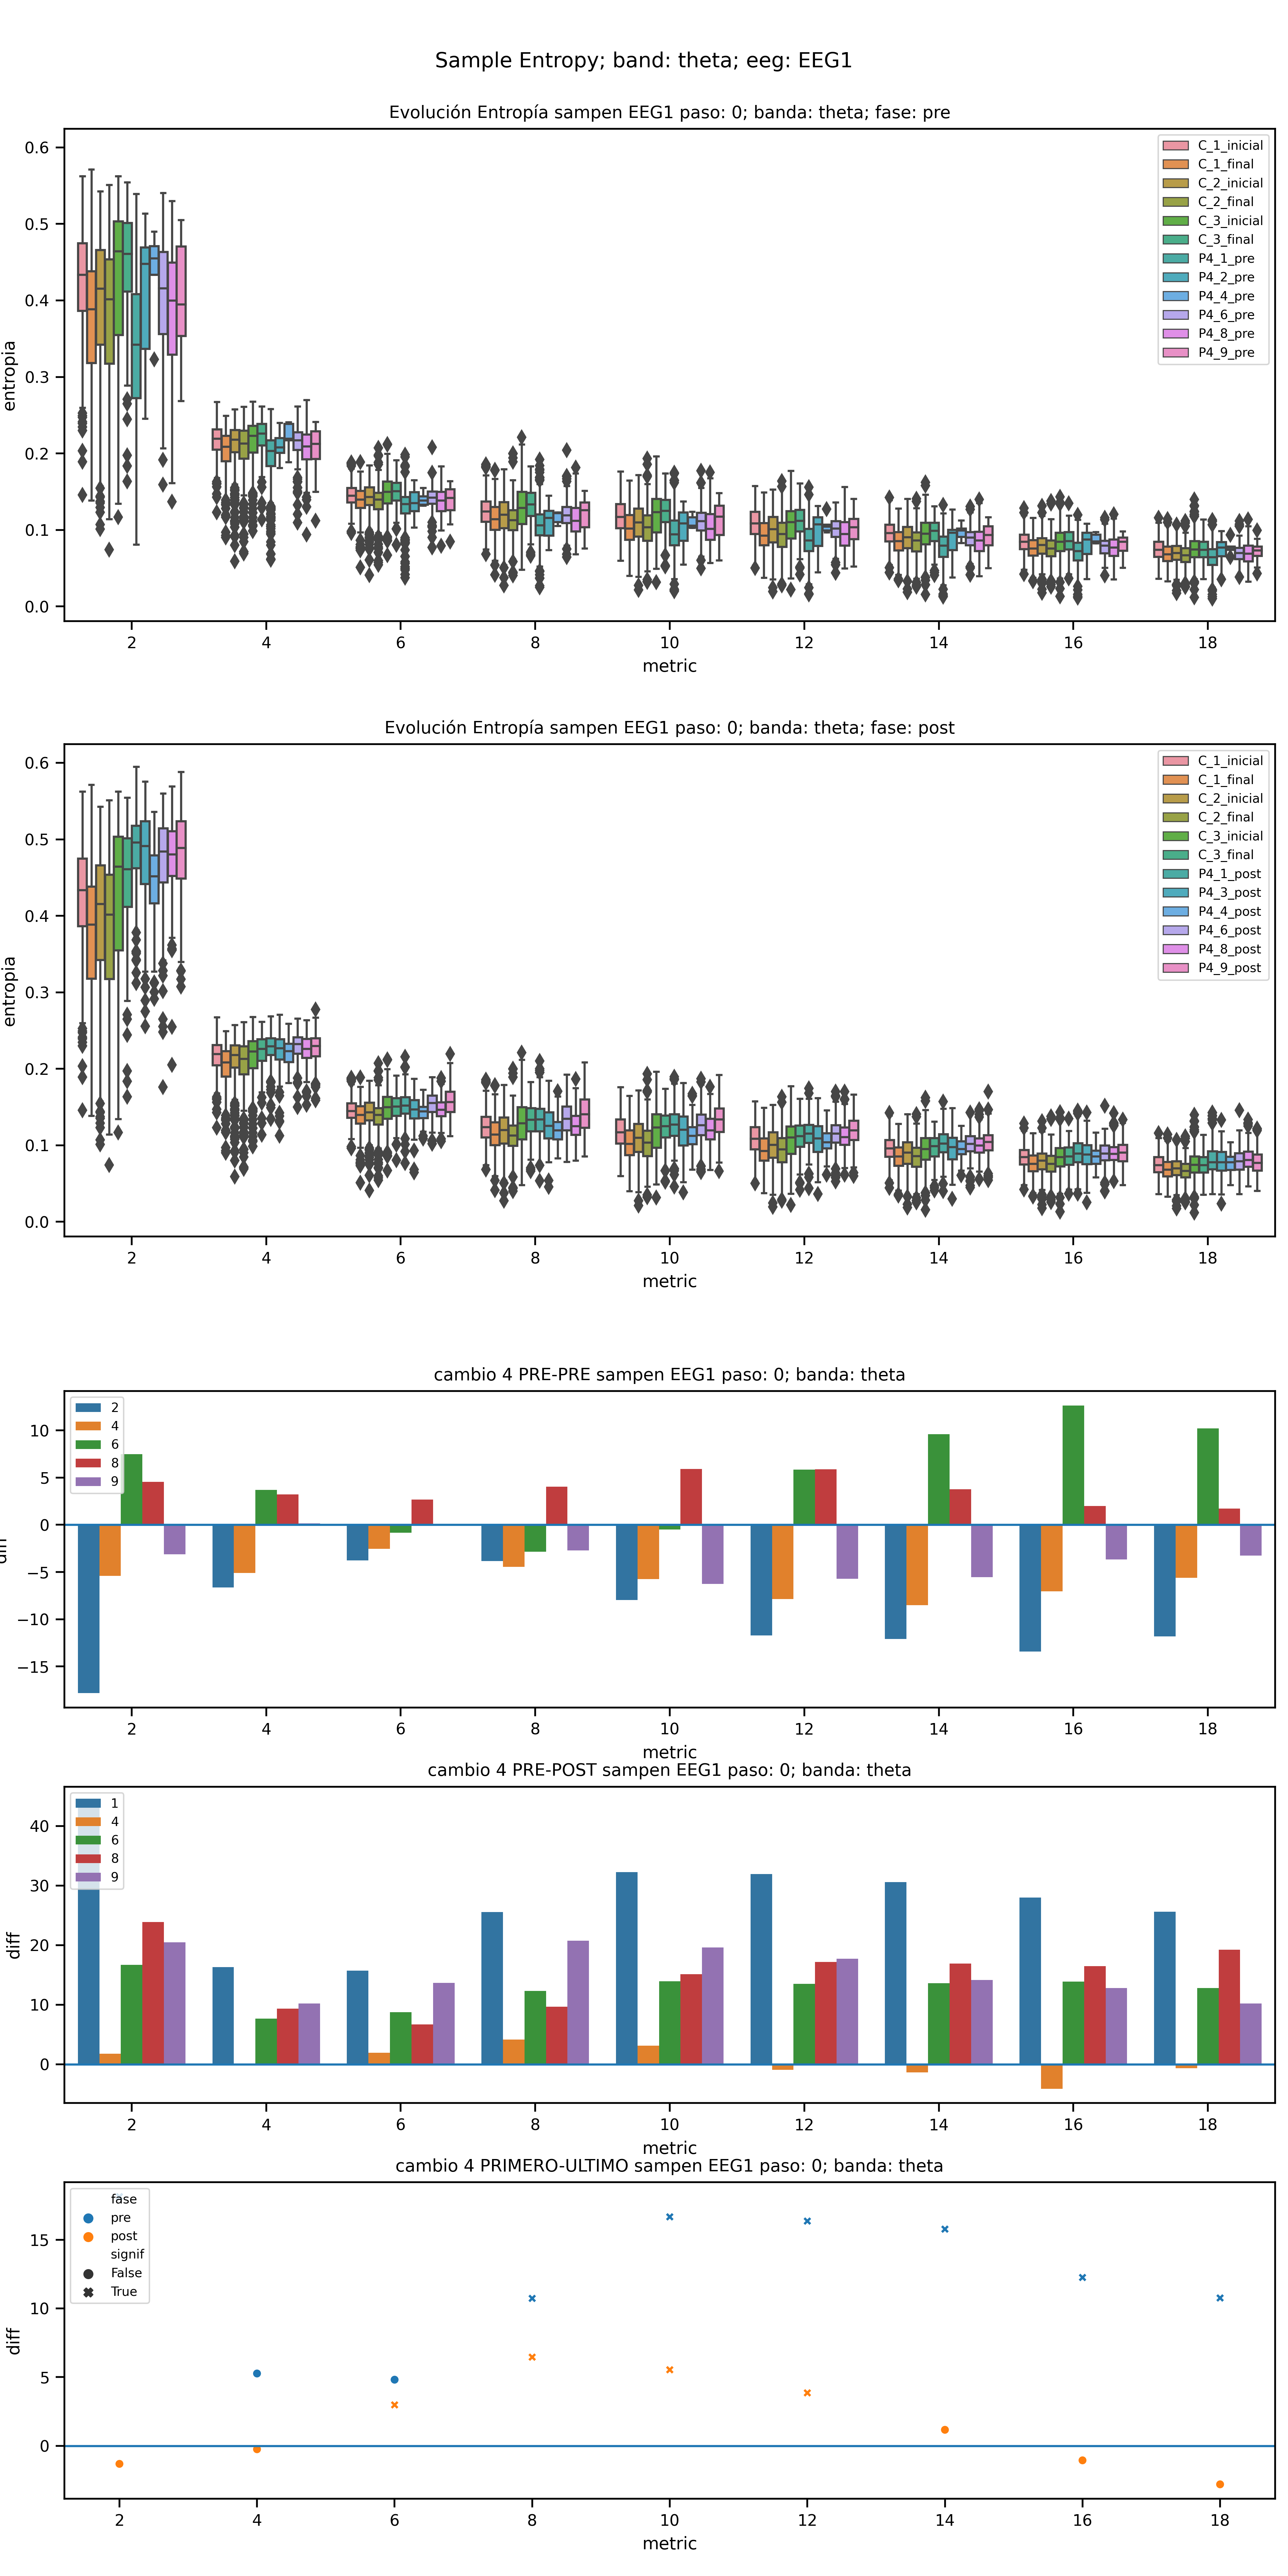 Sample Entropy; band: theta; eeg: EEG1
Evolución Entropía sampen EEG1 paso: 0; banda: theta; fase: pre
entropia
0.6
0.5
0.4
0.3
0.2
0.1
0.0
C_1_inicial
C_1_final
C_2_inicial
C_2_final
C_3_inicial
C_3_final
P4_1_pre
P4_2_pre
P4_4_pre
P4_6_pre
P4_8_pre
P4_9_pre
2 4 6 8 10 12 14 16 18
metric
Evolución Entropía sampen EEG1 paso: 0; banda: theta; fase: post
entropia
0.6
0.5
0.4
0.3
0.2
0.1
0.0
C_1_inicial
C_1_final
C_2_inicial
C_2_final
C_3_inicial
C_3_final
P4_1_post
P4_3_post
P4_4_post
P4_6_post
P4_8_post
P4_9_post
2 4 6 8 10 12 14 16 18
metric
cambio 4 PRE-PRE sampen EEG1 paso: 0; banda: theta
10
5
0
−5
−10
−15
2
4
6
8
9
2 4 6 8 10 12 14 16 18
metric
cambio 4 PRE-POST sampen EEG1 paso: 0; banda: theta
diff
40
30
20
10
0
1
4
6
8
9
2 4 6 8 10 12 14 16 18
metric
cambio 4 PRIMERO-ULTIMO sampen EEG1 paso: 0; banda: theta
diff
15
10
5
0
fase
pre
post
signif
False
True
2 4 6 8 10 12 14 16 18
metric